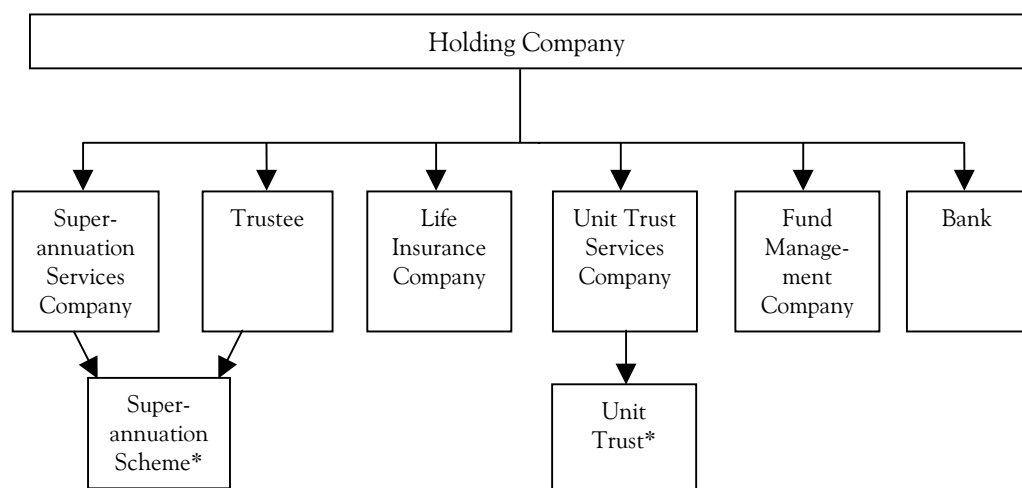 Holding Company
Super-
annuation
Services
Company
Trustee
Life
Insurance
Company
Unit Trust
Services
Company
Fund
Manage-
ment
Company
Bank
Super-
annuation
Scheme*
Unit
Trust*